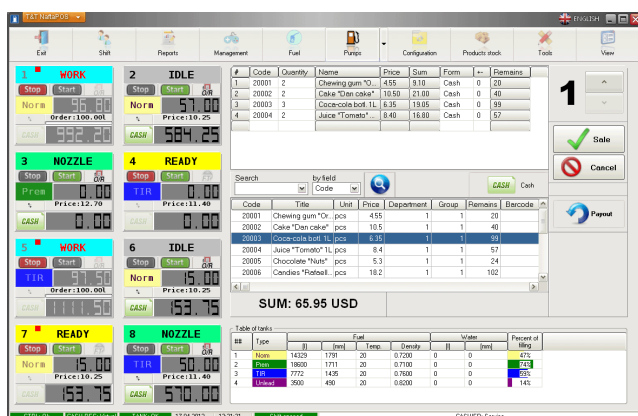 T&T NaftaPOS
ENGLISH
Exit Shift Reports Management Fuel Pumps Configuration Products stock Tools View
1 WORK
Stop Start O/R
Norm 96.80
% Order:100.00l
CASH 992.20
2 IDLE
Stop Start O/R
Norm 57.00
% Price:10.25
CASH 584.25
3 NOZZLE
Stop Start O/R
Prem 0.00
% Price:12.70
CASH 0.00
4 READY
Stop Start O/R
TIR 0.00
% Price:11.40
CASH 0.00
5 WORK
Stop Start O/R
TIR 97.50
% Order:100.00l
CASH 1111.50
6 IDLE
Stop Start O/R
Norm 15.00
% Price:10.25
CASH 153.75
7 READY
Stop Start O/R
Norm 15.00
% Price:10.25
CASH 153.75
8 NOZZLE
Stop Start O/R
TIR 50.00
% Price:11.40
CASH 570.00
# Code Quantity Name Price Sum Form +- Remains
1 20001 2 Chewing gum "O... 4.55 9.10 Cash 0 20
2 20002 2 Cake "Dan cake" 10.50 21.00 Cash 0 40
3 20003 3 Coca-cola botl. 1L 6.35 19.05 Cash 0 99
4 20004 2 Juice "Tomato" ... 8.40 16.80 Cash 0 57
1
Sale
Cancel
Payout
Search by field
Code
CASH Cash
Code Title Unit Price Department Group Remains Barcode
20001 Chewing gum "Or... pcs 4.55 1 1 20
20002 Cake "Dan cake" pcs 10.5 1 1 40
20003 Coca-cola botl. 1L pcs 6.35 1 1 99
20004 Juice "Tomato" 1L pcs 8.4 1 1 57
20005 Chocolate "Nuts" pcs 5.3 1 1 24
20006 Candies "Rafaell... pcs 18.2 1 1 102
SUM: 65.95 USD
Table of tanks
## Type Fuel Water Percent of filling
[l] [mm] Temp. Density [l] [mm]
1 Norm 14329 1791 20 0.7200 0 0 47%
2 Prem 18600 1711 20 0.7100 0 0 74%
3 TIR 7772 1435 20 0.7600 0 0 59%
4 Unlead 3500 490 20 0.8200 0 0 14%